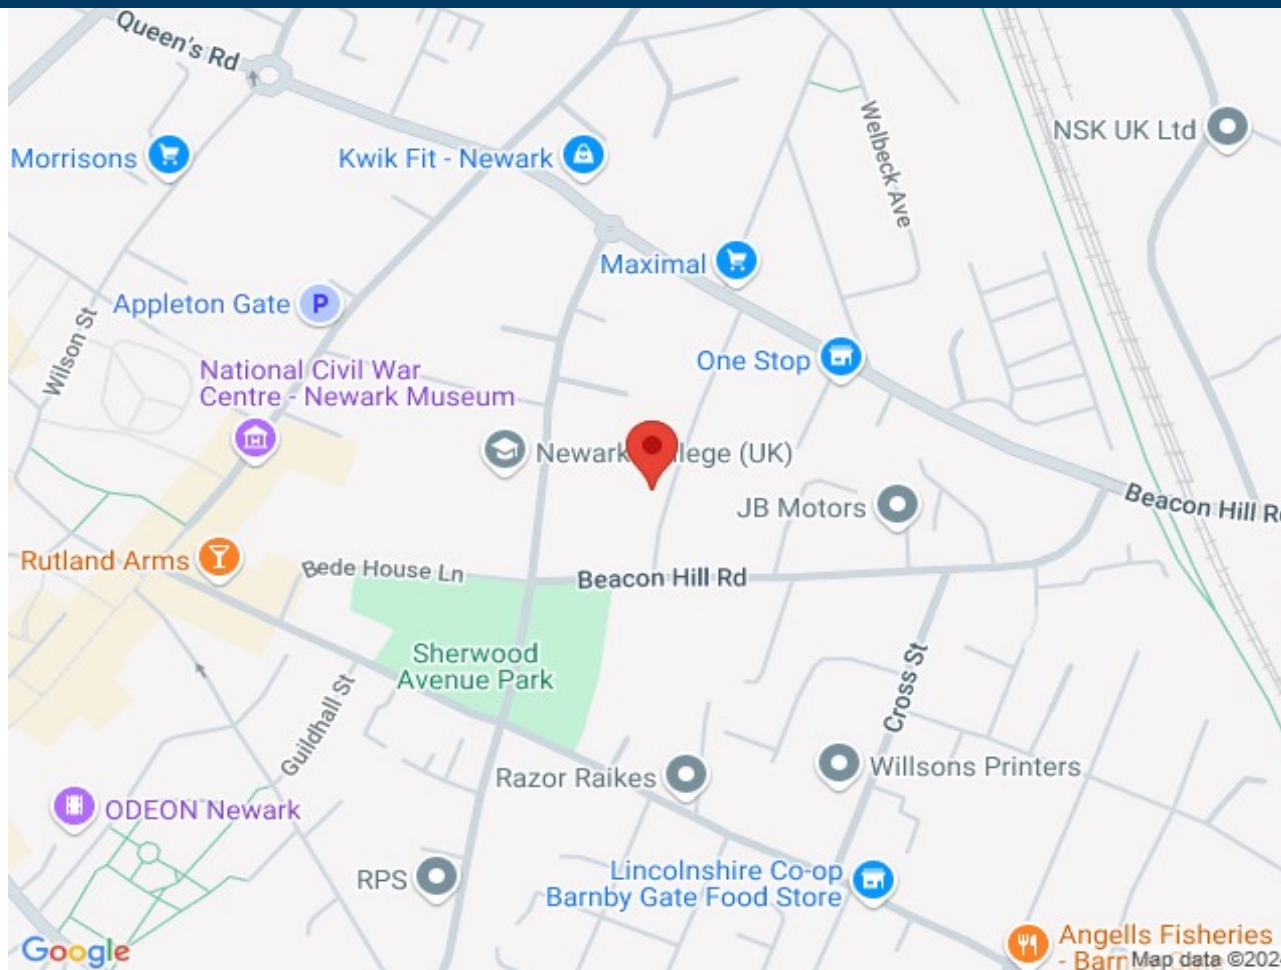 Queen's Rd
Morrisons
Kwik Fit - Newark
Welbeck Ave
NSK UK Ltd
Maximal
Appleton Gate
P
Wilson St
National Civil War
Centre - Newark Museum
One Stop
Newark
llege (UK)
JB Motors
Beacon Hill
Rutland Arms
Bede House Ln
Beacon Hill Rd
Sherwood
Avenue Park
Cross St
Guildhall St
Razor Raikes
Willsons Printers
ODEON Newark
RPS
Lincolnshire Co-op
Barnby Gate Food Store
Angells Fisheries
Google
Map data ©202